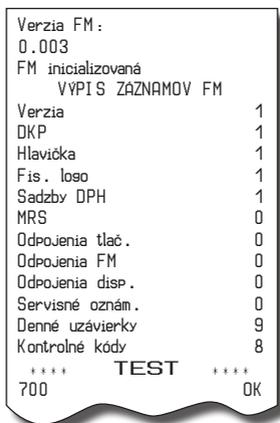 Verzia FM:
0.003
FM inicializovaná
VÝPIS ZÁZNAMOV FM
Verzia 1
DKP 1
Hlavička 1
Fis. logo 1
Sadzby DPH 1
MRS 0
Odpojenia tlač. 0
Odpojenia FM 0
Odpojenia disp. 0
Servisné oznám. 0
Denné uzávierky 9
Kontrolné kódy 8
**** TEST ****
700 OK